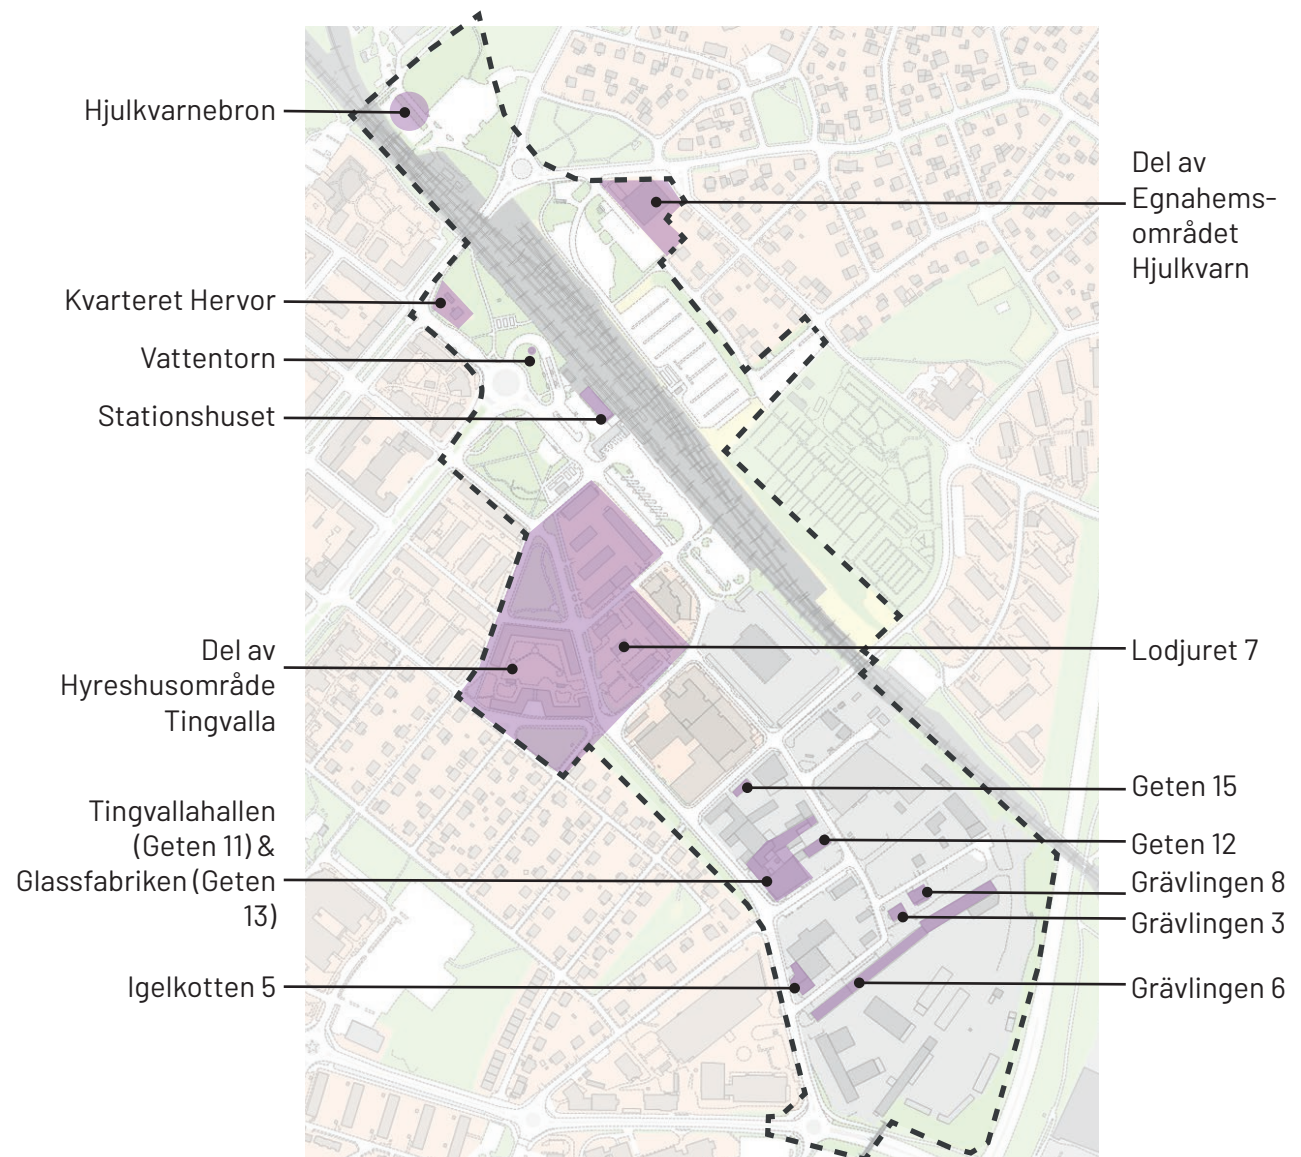 Hjulkvarnebron
Kvarteret Hervor
Vattentorn
Stationshuset
Del av
Hyreshusområde
Tingvalla
Tingvallahallen
(Geten 11) &
Glassfabriken (Geten
13)
Igelkotten 5
Del av
Egnahems-
området
Hjulkvarn
Lodjuret 7
Geten 15
Geten 12
Grävlingen 8
Grävlingen 3
Grävlingen 6